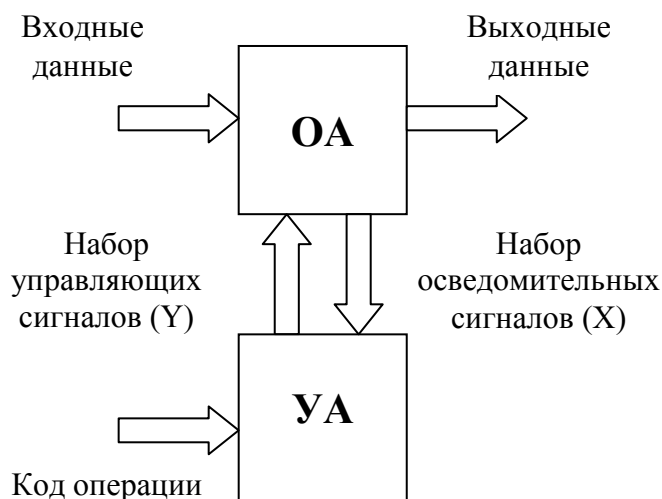 Входные
данные
Выходные
данные
ОА
Набор
управляющих
сигналов (Y)
Набор
осведомительных
сигналов (X)
УА
Код операции